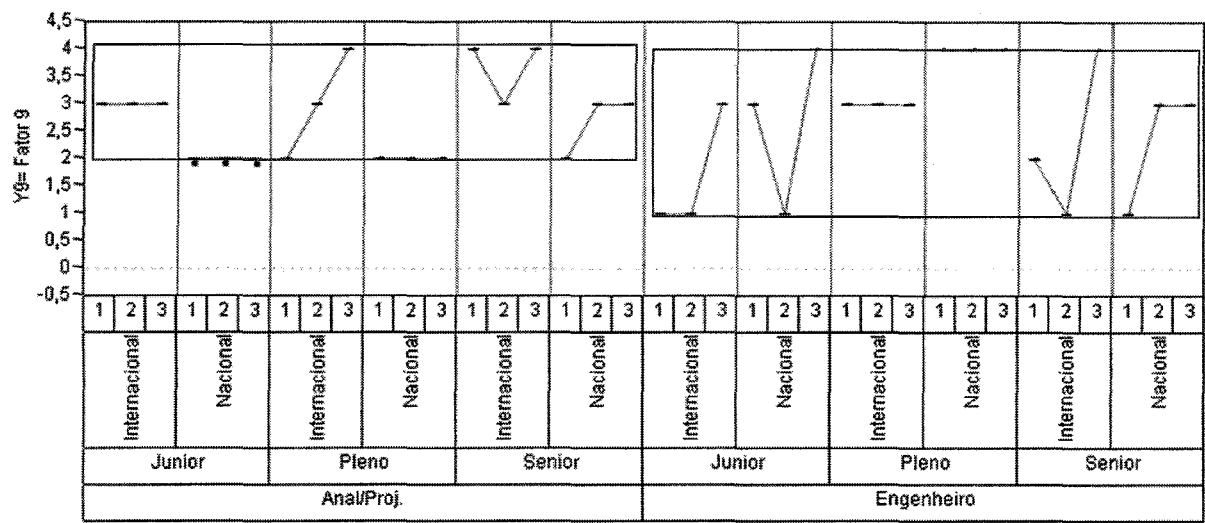 4,5
4
3,5
3
2,5
2
1,5
1
0,5
0
-0,5
Y9= Fator 9
1 2 3 1 2 3 1 2 3 1 2 3 1 2 3 1 2 3 1 2 3 1 2 3 1 2 3 1 2 3 1 2 3 1 2 3
Internacional Nacional Internacional Nacional Internacional Nacional Internacional Nacional Internacional Nacional Internacional Nacional
Junior Pleno Senior Junior Pleno Senior
Anal/Proj. Engenheiro